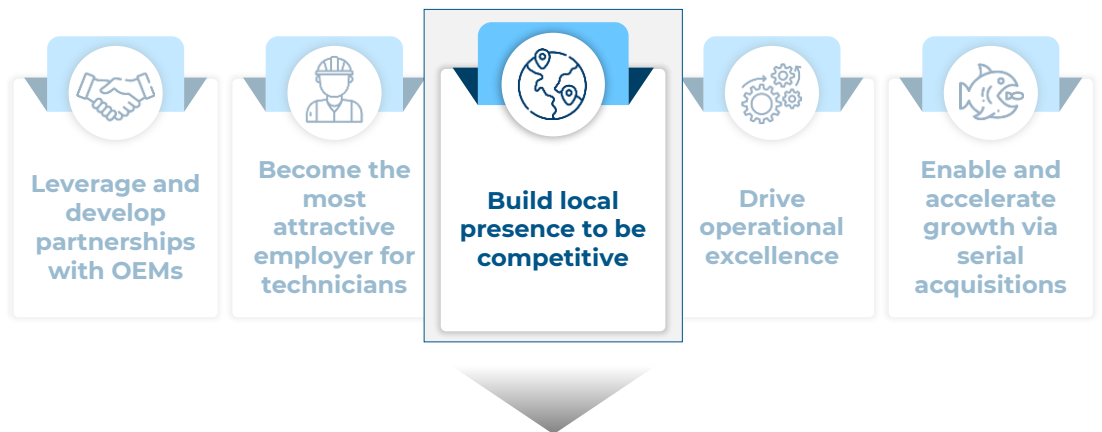 Leverage and
develop
partnerships
with OEMs
Become the
most
attractive
employer for
technicians
Build local
presence to be
competitive
Drive
operational
excellence
Enable and
accelerate
growth via
serial
acquisitions